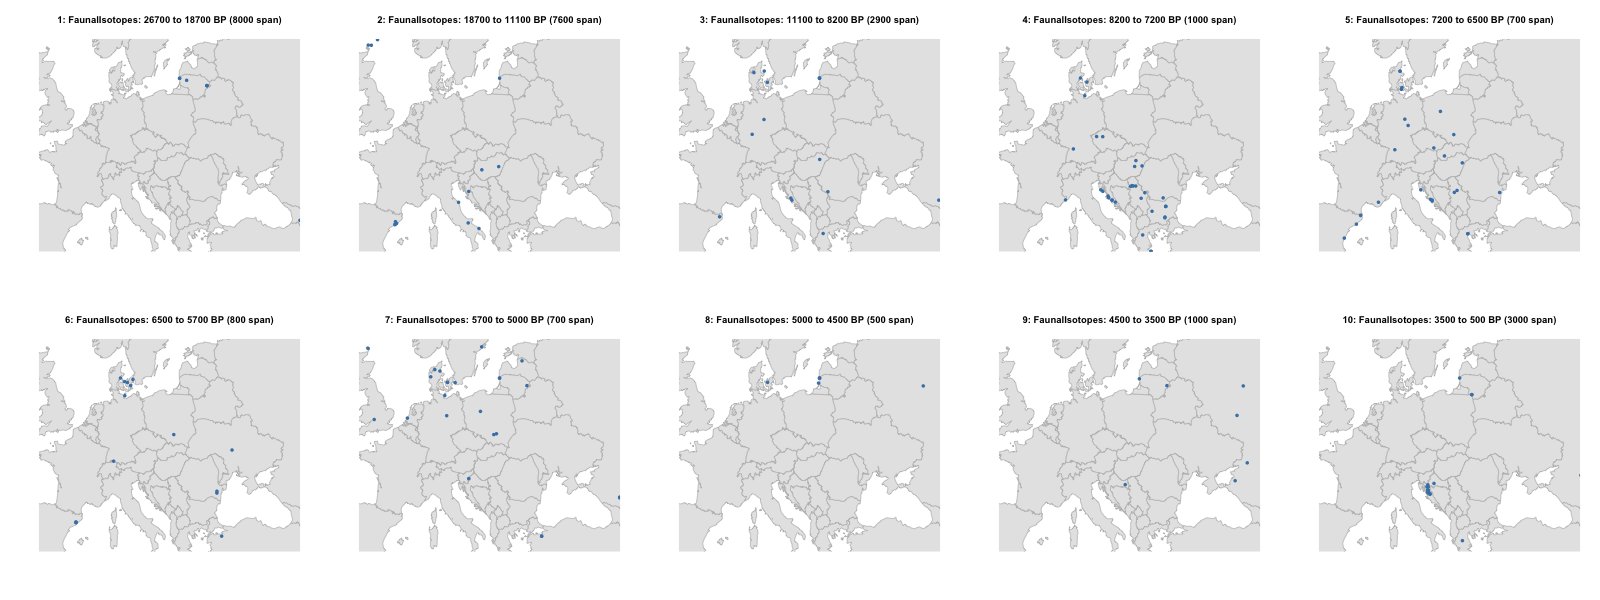 1: FaunalIsotopes: 26700 to 18700 BP (8000 span)
2: FaunalIsotopes: 18700 to 11100 BP (7600 span)
3: FaunalIsotopes: 11100 to 8200 BP (2900 span)
4: FaunalIsotopes: 8200 to 7200 BP (1000 span)
5: FaunalIsotopes: 7200 to 6500 BP (700 span)
6: FaunalIsotopes: 6500 to 5700 BP (800 span)
7: FaunalIsotopes: 5700 to 5000 BP (700 span)
8: FaunalIsotopes: 5000 to 4500 BP (500 span)
9: FaunalIsotopes: 4500 to 3500 BP (1000 span)
10: FaunalIsotopes: 3500 to 500 BP (3000 span)